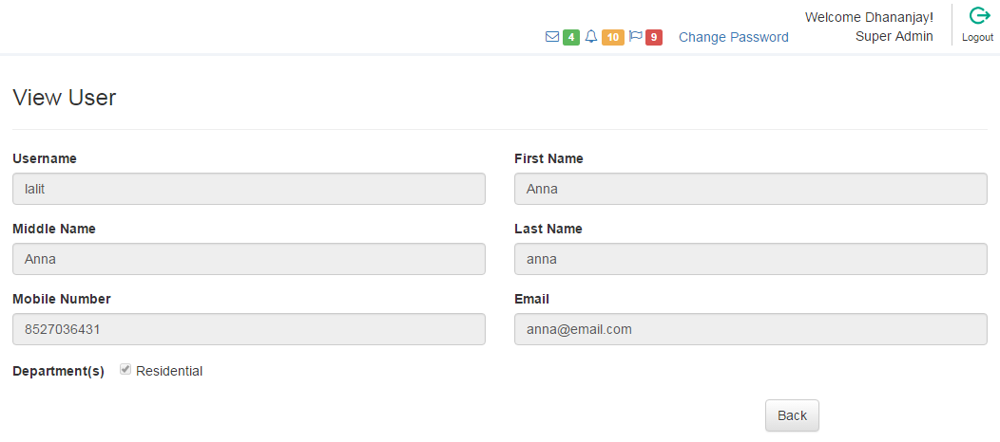 Welcome Dhananjay!
4 10 9 Change Password Super Admin Logout
View User
Username First Name
lalit Anna
Middle Name Last Name
Anna anna
Mobile Number Email
8527036431 anna@email.com
Department(s) Residential
Back